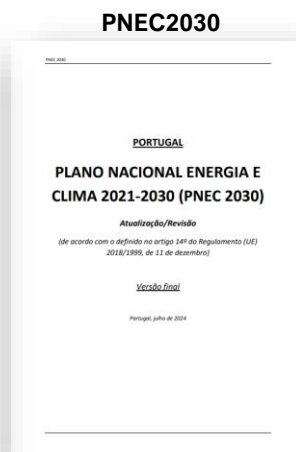 PNEC2030
PNEC 2030
PORTUGAL
PLANO NACIONAL ENERGIA E
CLIMA 2021-2030 (PNEC 2030)
Atualização/Revisão
(de acordo com o definido no artigo 14º do Regulamento (UE)
2018/1999, de 11 de dezembro)
Versão final
Portugal, julho de 2024